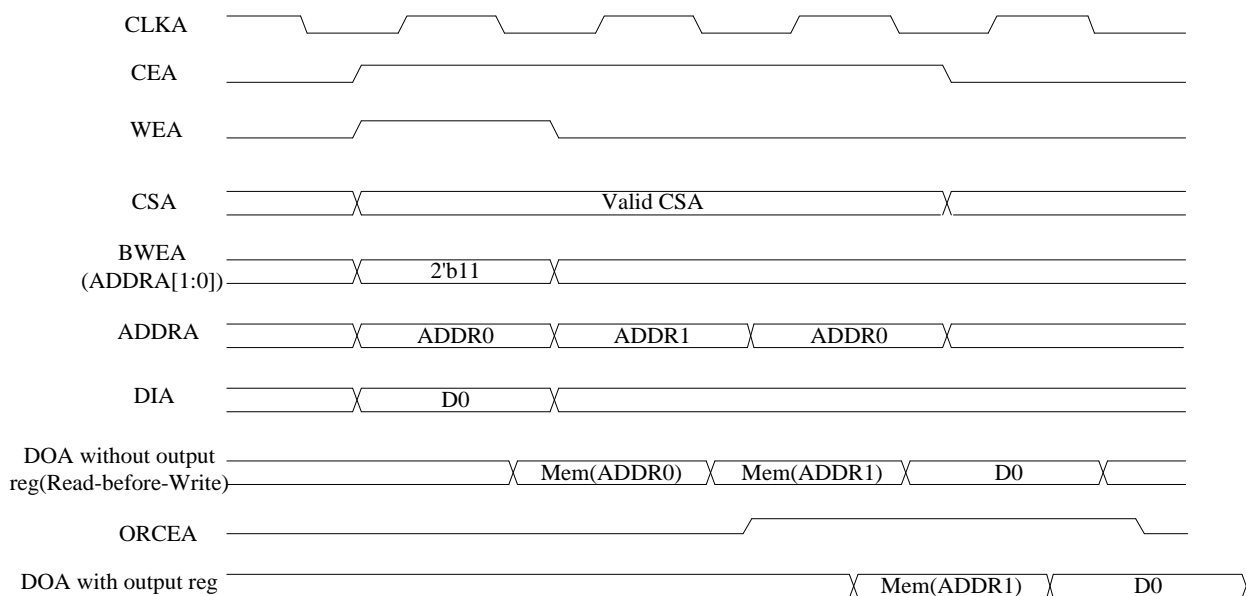 CLKA
CEA
WEA
CSA
Valid CSA
BWEA
(ADDRA[1:0])
2'b11
ADDRA
ADDR0
ADDR1
ADDR0
DIA
D0
DOA without output
reg(Read-before-Write)
Mem(ADDR0)
Mem(ADDR1)
D0
ORCEA
DOA with output reg
Mem(ADDR1)
D0